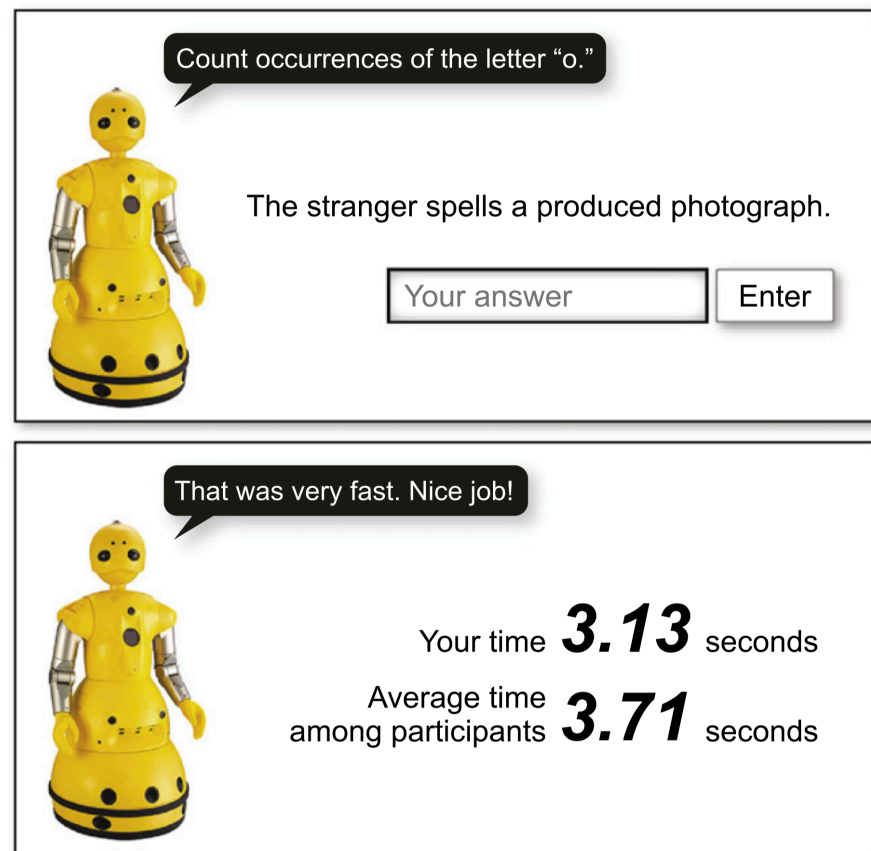 Count occurrences of the letter “o.”
The stranger spells a produced photograph.
Your answer
Enter
That was very fast. Nice job!
Your time 3.13 seconds
Average time
among participants 3.71 seconds